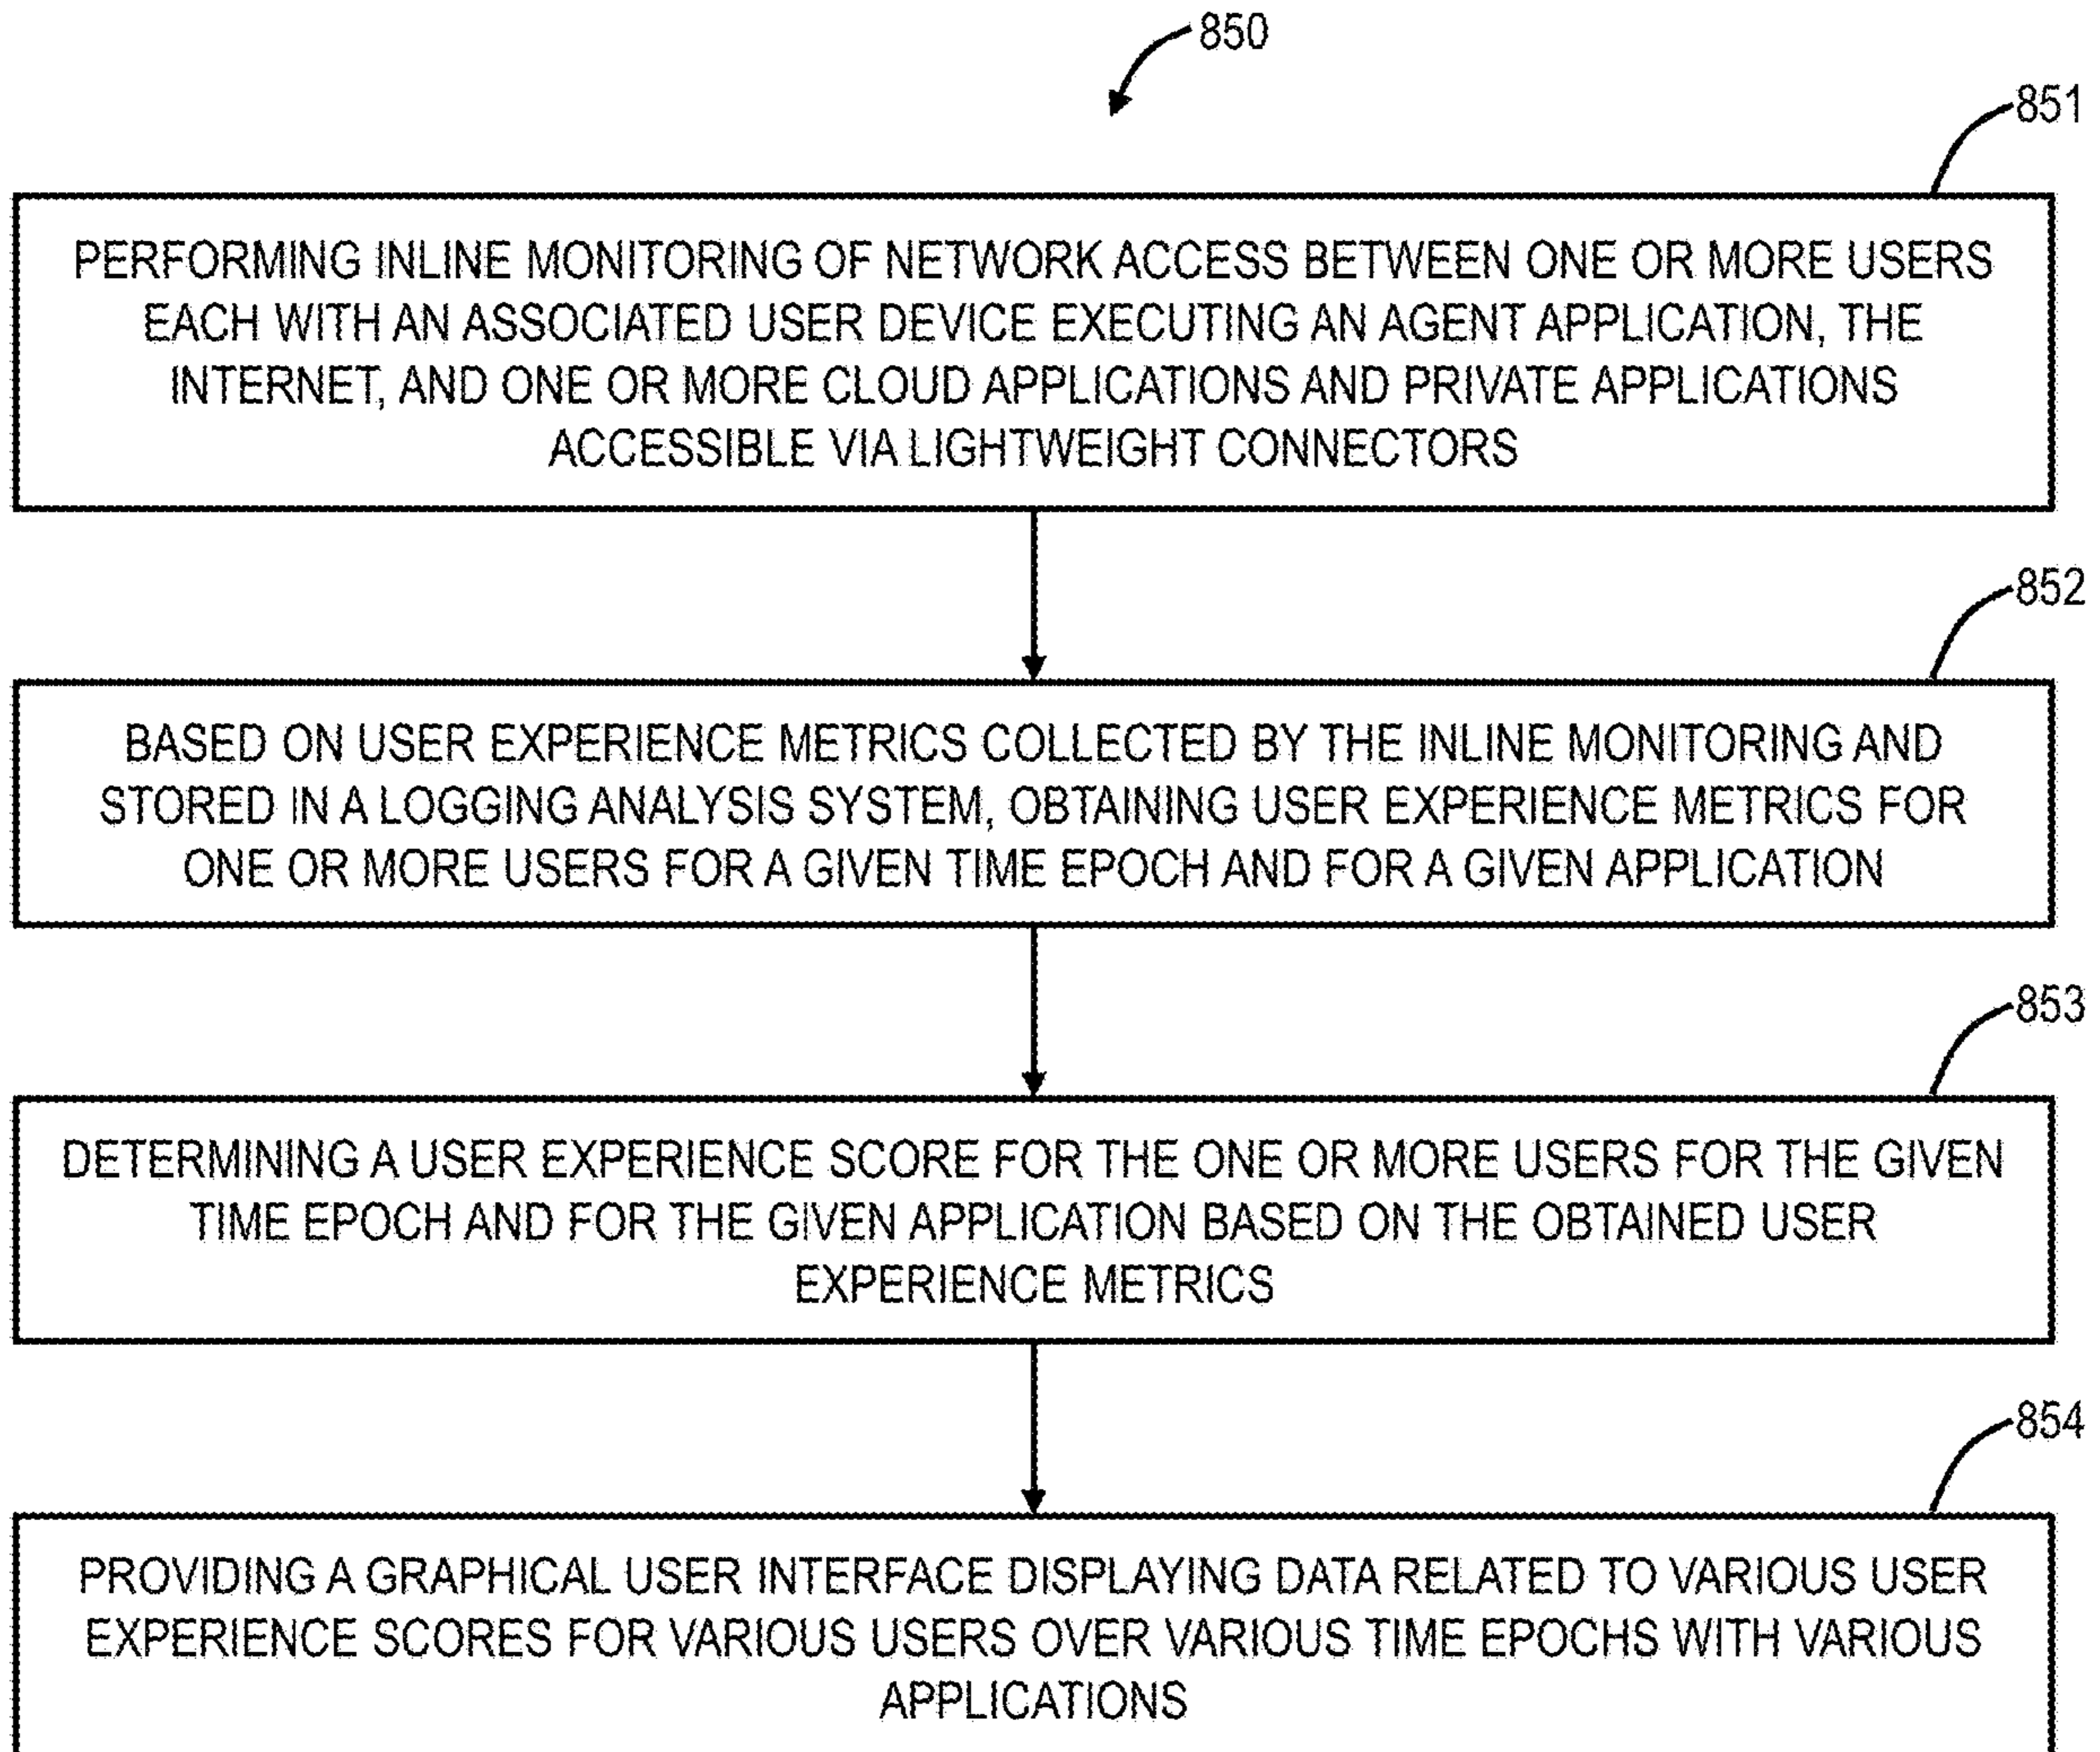 850
851
PERFORMING INLINE MONITORING OF NETWORK ACCESS BETWEEN ONE OR MORE USERS
EACH WITH AN ASSOCIATED USER DEVICE EXECUTING AN AGENT APPLICATION, THE
INTERNET, AND ONE OR MORE CLOUD APPLICATIONS AND PRIVATE APPLICATIONS
ACCESSIBLE VIA LIGHTWEIGHT CONNECTORS
852
BASED ON USER EXPERIENCE METRICS COLLECTED BY THE INLINE MONITORING AND
STORED IN A LOGGING ANALYSIS SYSTEM, OBTAINING USER EXPERIENCE METRICS FOR
ONE OR MORE USERS FOR A GIVEN TIME EPOCH AND FOR A GIVEN APPLICATION
853
DETERMINING A USER EXPERIENCE SCORE FOR THE ONE OR MORE USERS FOR THE GIVEN
TIME EPOCH AND FOR THE GIVEN APPLICATION BASED ON THE OBTAINED USER
EXPERIENCE METRICS
854
PROVIDING A GRAPHICAL USER INTERFACE DISPLAYING DATA RELATED TO VARIOUS USER
EXPERIENCE SCORES FOR VARIOUS USERS OVER VARIOUS TIME EPOCHS WITH VARIOUS
APPLICATIONS